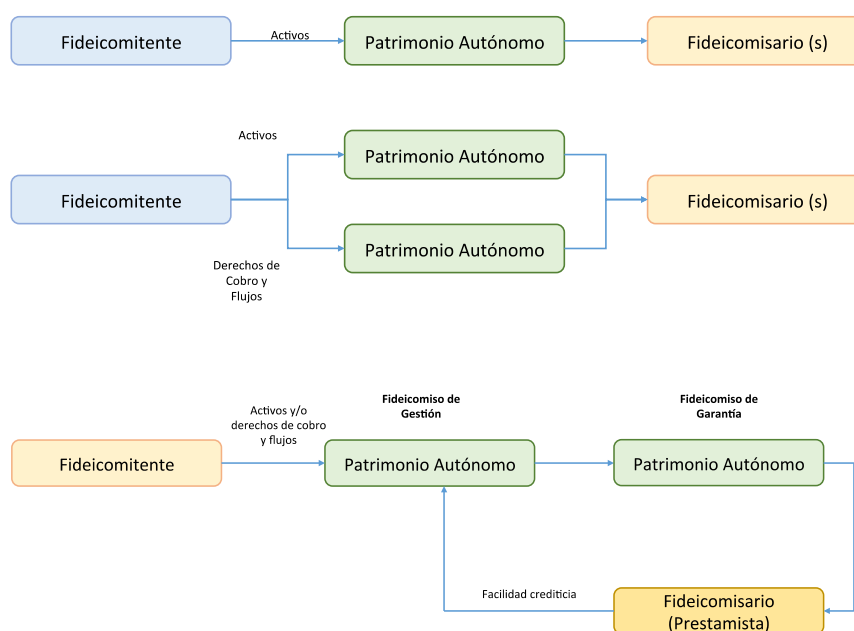 Fideicomitente
Activos
Patrimonio Autónomo
Fideicomisario (s)
Activos
Patrimonio Autónomo
Fideicomitente
Fideicomisario (s)
Patrimonio Autónomo
Derechos de
Cobro y
Flujos
Fideicomiso de
Gestión
Fideicomiso de
Garantía
Activos y/o
derechos de cobro
y flujos
Fideicomitente
Patrimonio Autónomo
Patrimonio Autónomo
Facilidad crediticia
Fideicomisario
(Prestamista)